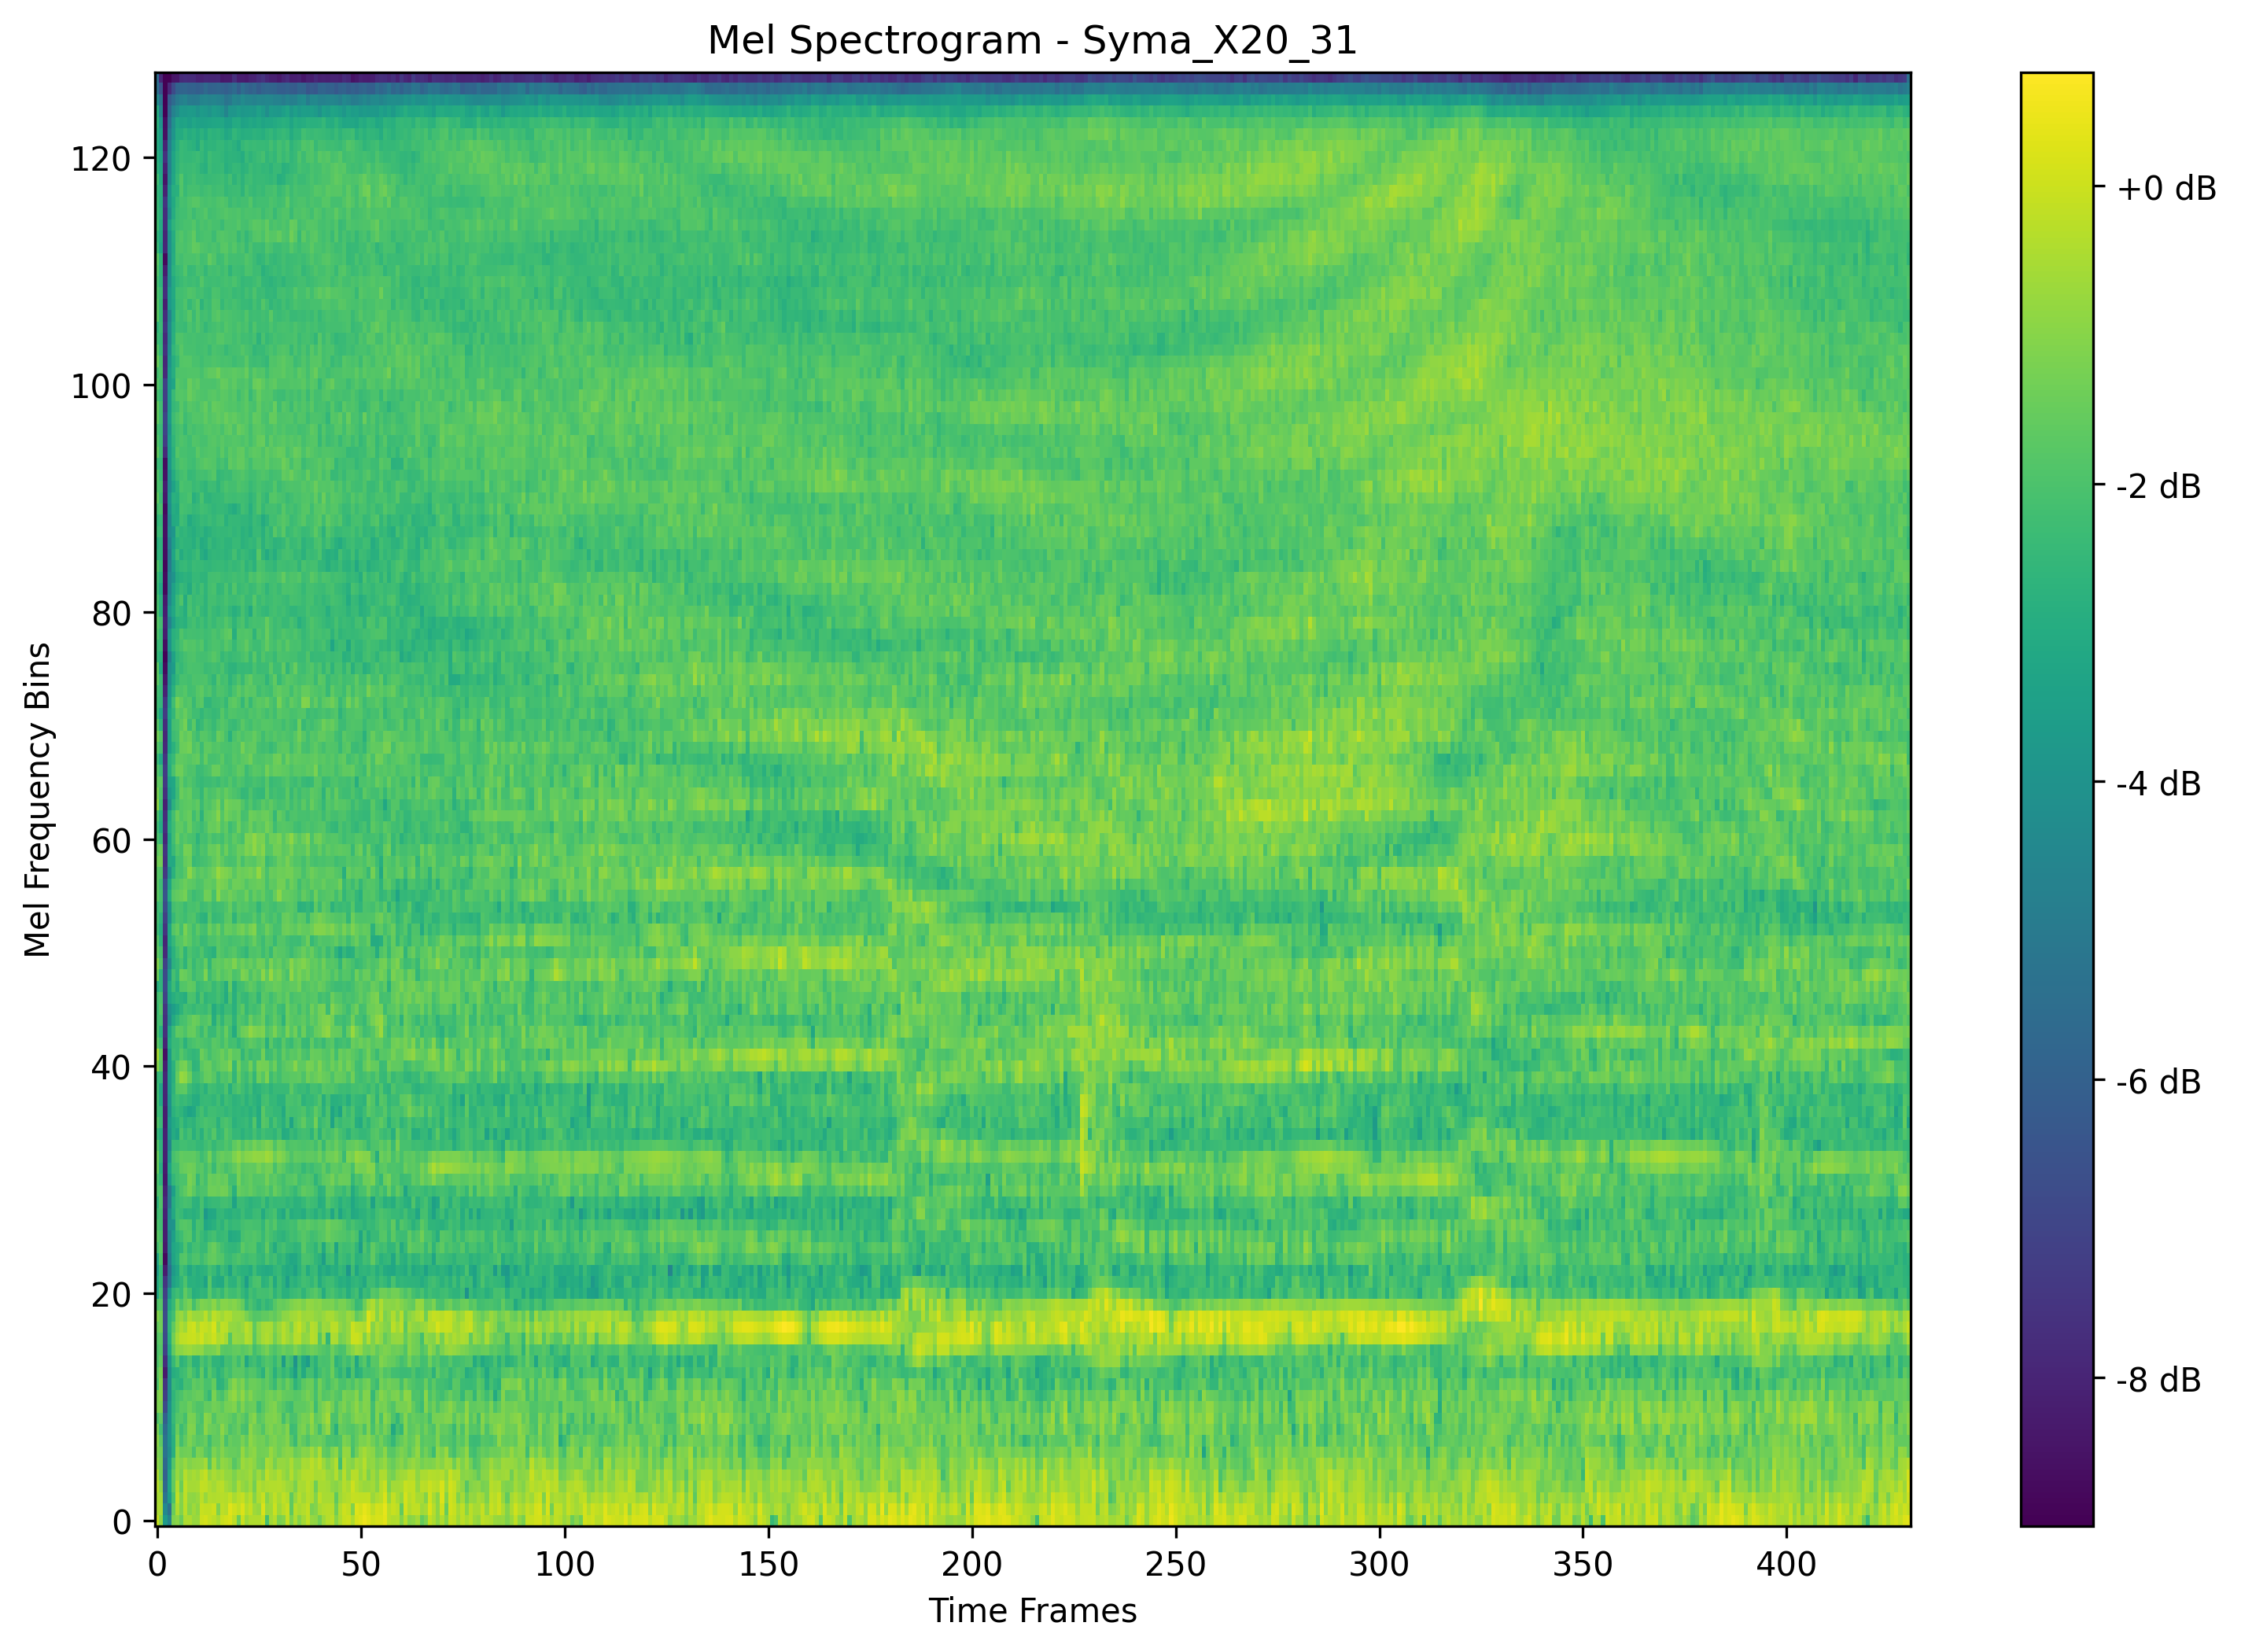 Mel Spectrogram - Syma_X20_31
Mel Frequency Bins
120
100
80
60
40
20
0
0 50 100 150 200 250 300 350 400
Time Frames
+0 dB
-2 dB
-4 dB
-6 dB
-8 dB